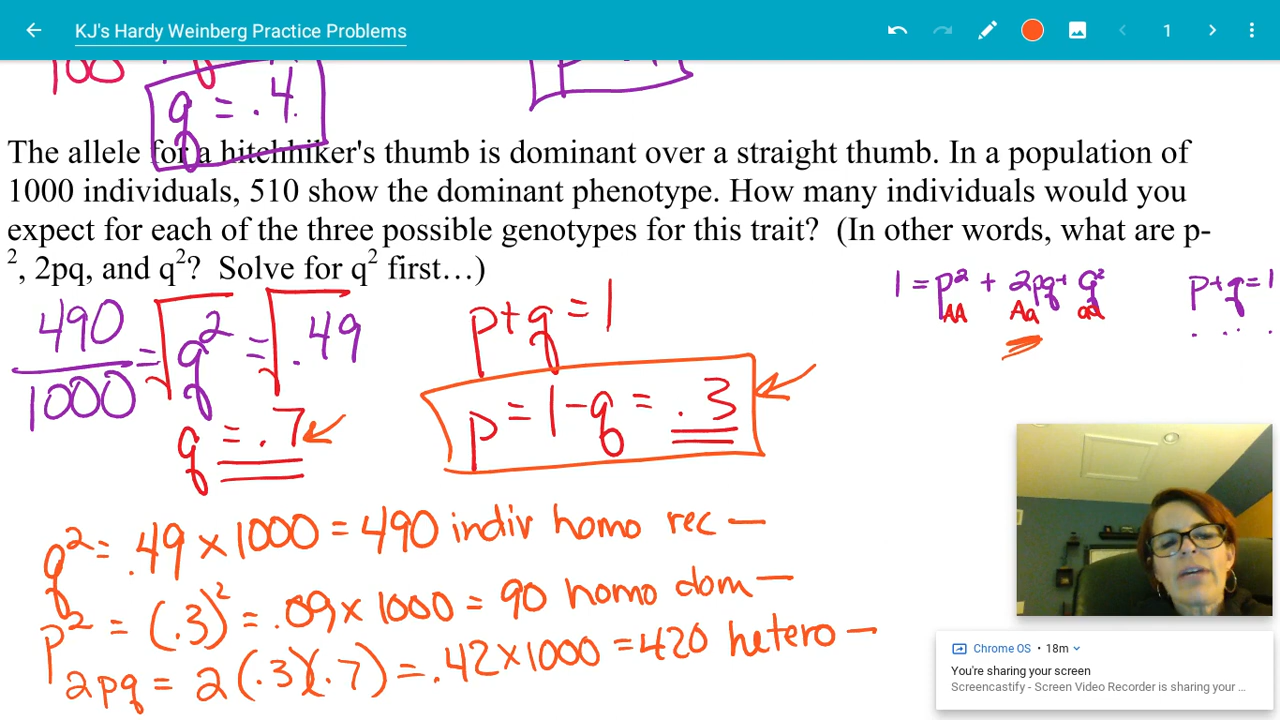 KJ's Hardy Weinberg Practice Problems
1
100
q = .4
The allele for a hitchhiker's thumb is dominant over a straight thumb. In a population of
1000 individuals, 510 show the dominant phenotype. How many individuals would you
expect for each of the three possible genotypes for this trait? (In other words, what are p-
², 2pq, and q²? Solve for q² first…)
1 = p² + 2pq + q²
AA Aa aa
p+q=1
490/1000 = √q² = √.49
q = .7
p+q = 1
p = 1-q = .3
q² = .49 x 1000 = 490 indiv homo rec —
p² = (.3)² = .09 x 1000 = 90 homo dom —
2pq = 2(.3)(.7) = .42 x 1000 = 420 hetero —
Chrome OS • 18m
You're sharing your screen
Screencastify - Screen Video Recorder is sharing your ...